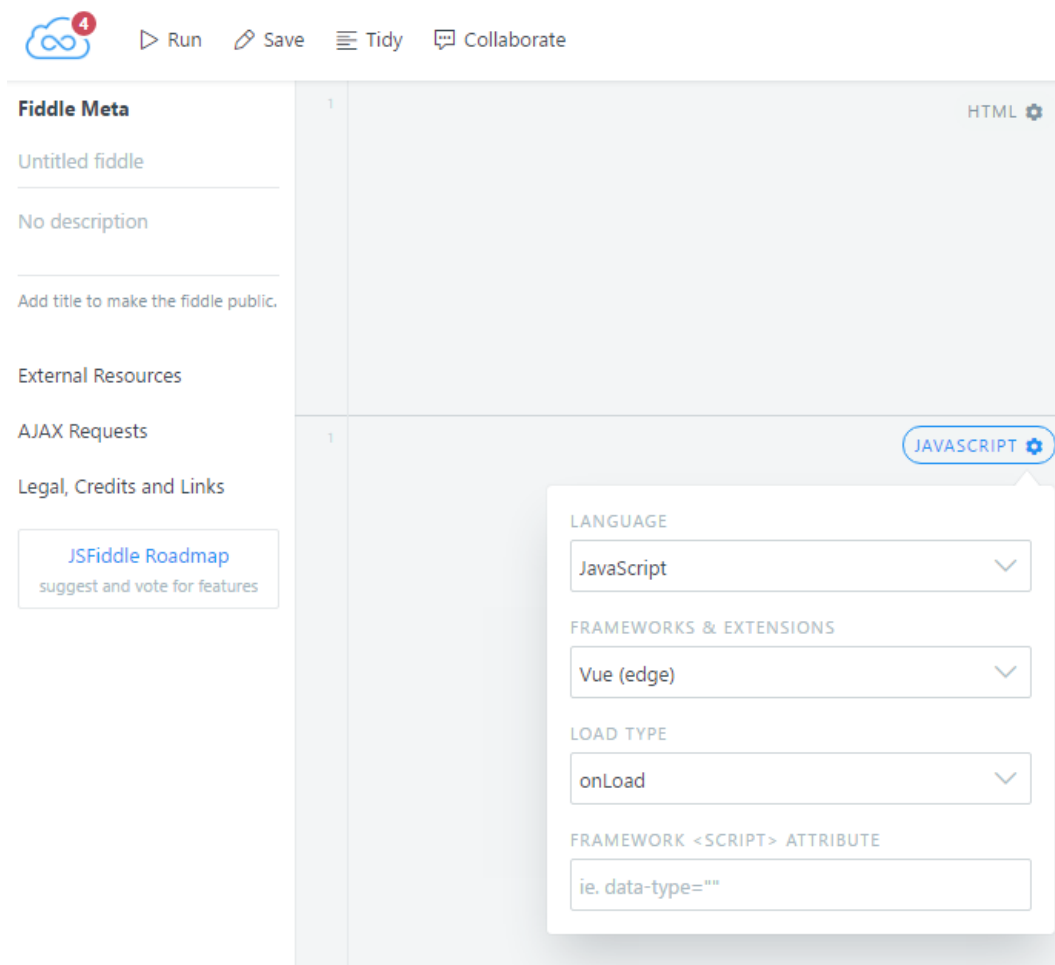 4
Run Save Tidy Collaborate
Fiddle Meta
Untitled fiddle
No description
Add title to make the fiddle public.
External Resources
AJAX Requests
Legal, Credits and Links
JSFiddle Roadmap
suggest and vote for features
1
HTML
1
JAVASCRIPT
LANGUAGE
JavaScript
FRAMEWORKS & EXTENSIONS
Vue (edge)
LOAD TYPE
onLoad
FRAMEWORK <SCRIPT> ATTRIBUTE
ie. data-type=""